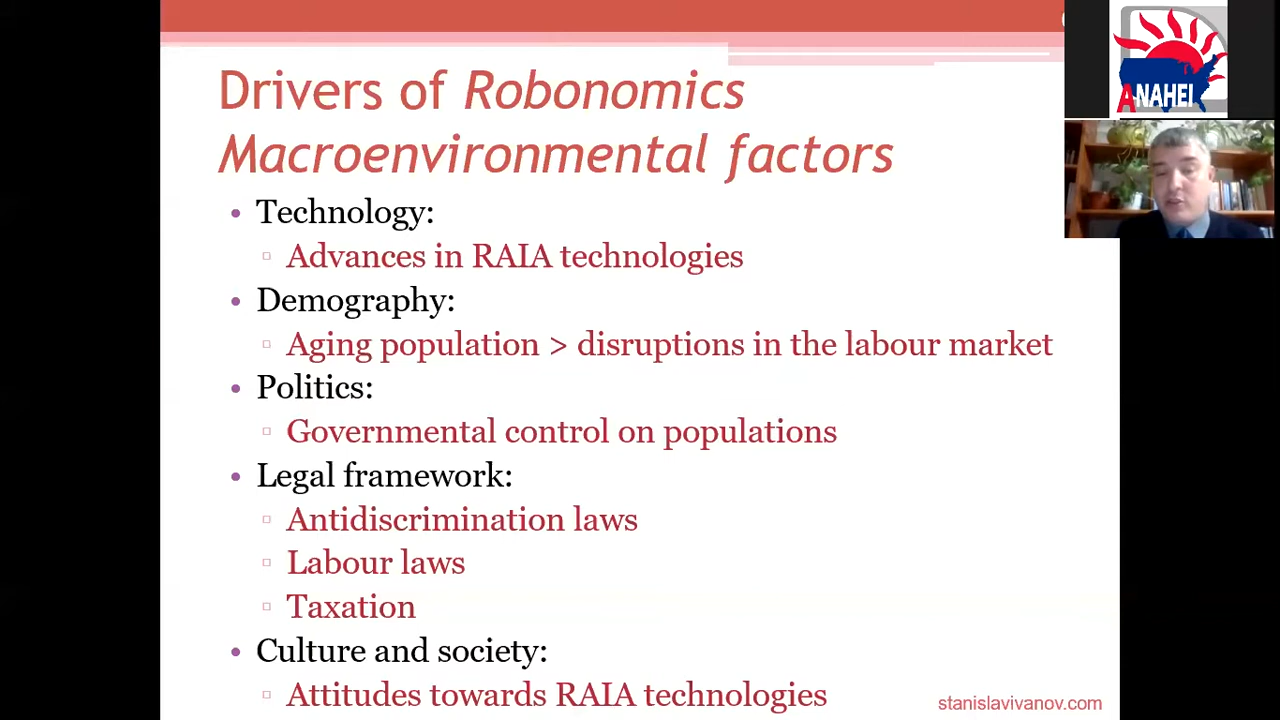 Drivers of Robonomics
Macroenvironmental factors
• Technology:
▫ Advances in RAIA technologies
• Demography:
▫ Aging population > disruptions in the labour market
• Politics:
▫ Governmental control on populations
• Legal framework:
▫ Antidiscrimination laws
▫ Labour laws
▫ Taxation
• Culture and society:
▫ Attitudes towards RAIA technologies
stanislavivanov.com
ANAHEI